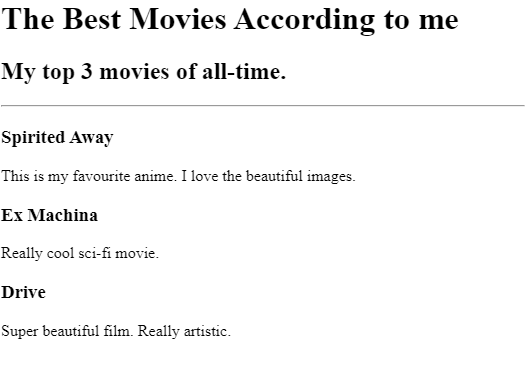 The Best Movies According to me
My top 3 movies of all-time.
Spirited Away
This is my favourite anime. I love the beautiful images.
Ex Machina
Really cool sci-fi movie.
Drive
Super beautiful film. Really artistic.